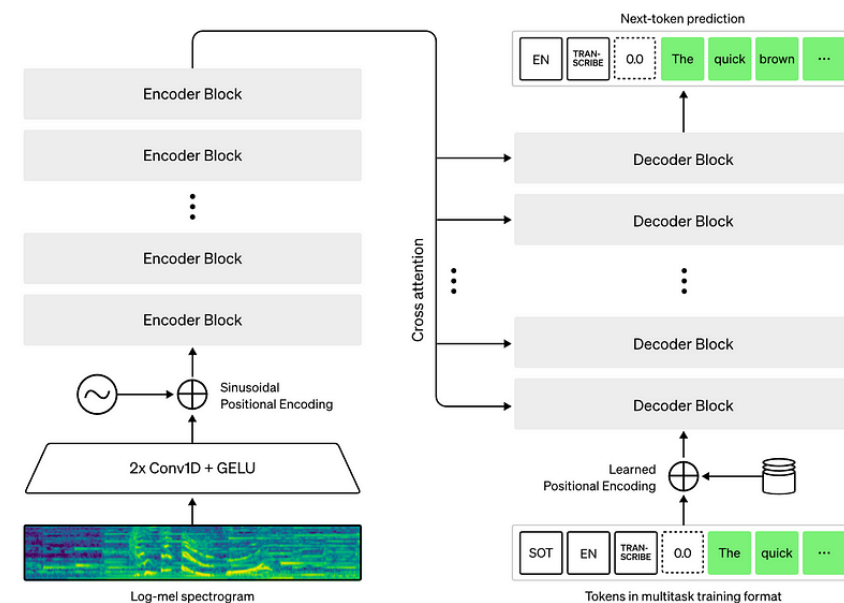 Next-token prediction
EN TRAN-SCRIBE 0.0 The quick brown ...
Encoder Block
Encoder Block
Encoder Block
Encoder Block
Sinusoidal
Positional Encoding
2x Conv1D + GELU
Log-mel spectrogram
Cross attention
Decoder Block
Decoder Block
Decoder Block
Decoder Block
Learned
Positional Encoding
SOT EN TRAN-SCRIBE 0.0 The quick ...
Tokens in multitask training format